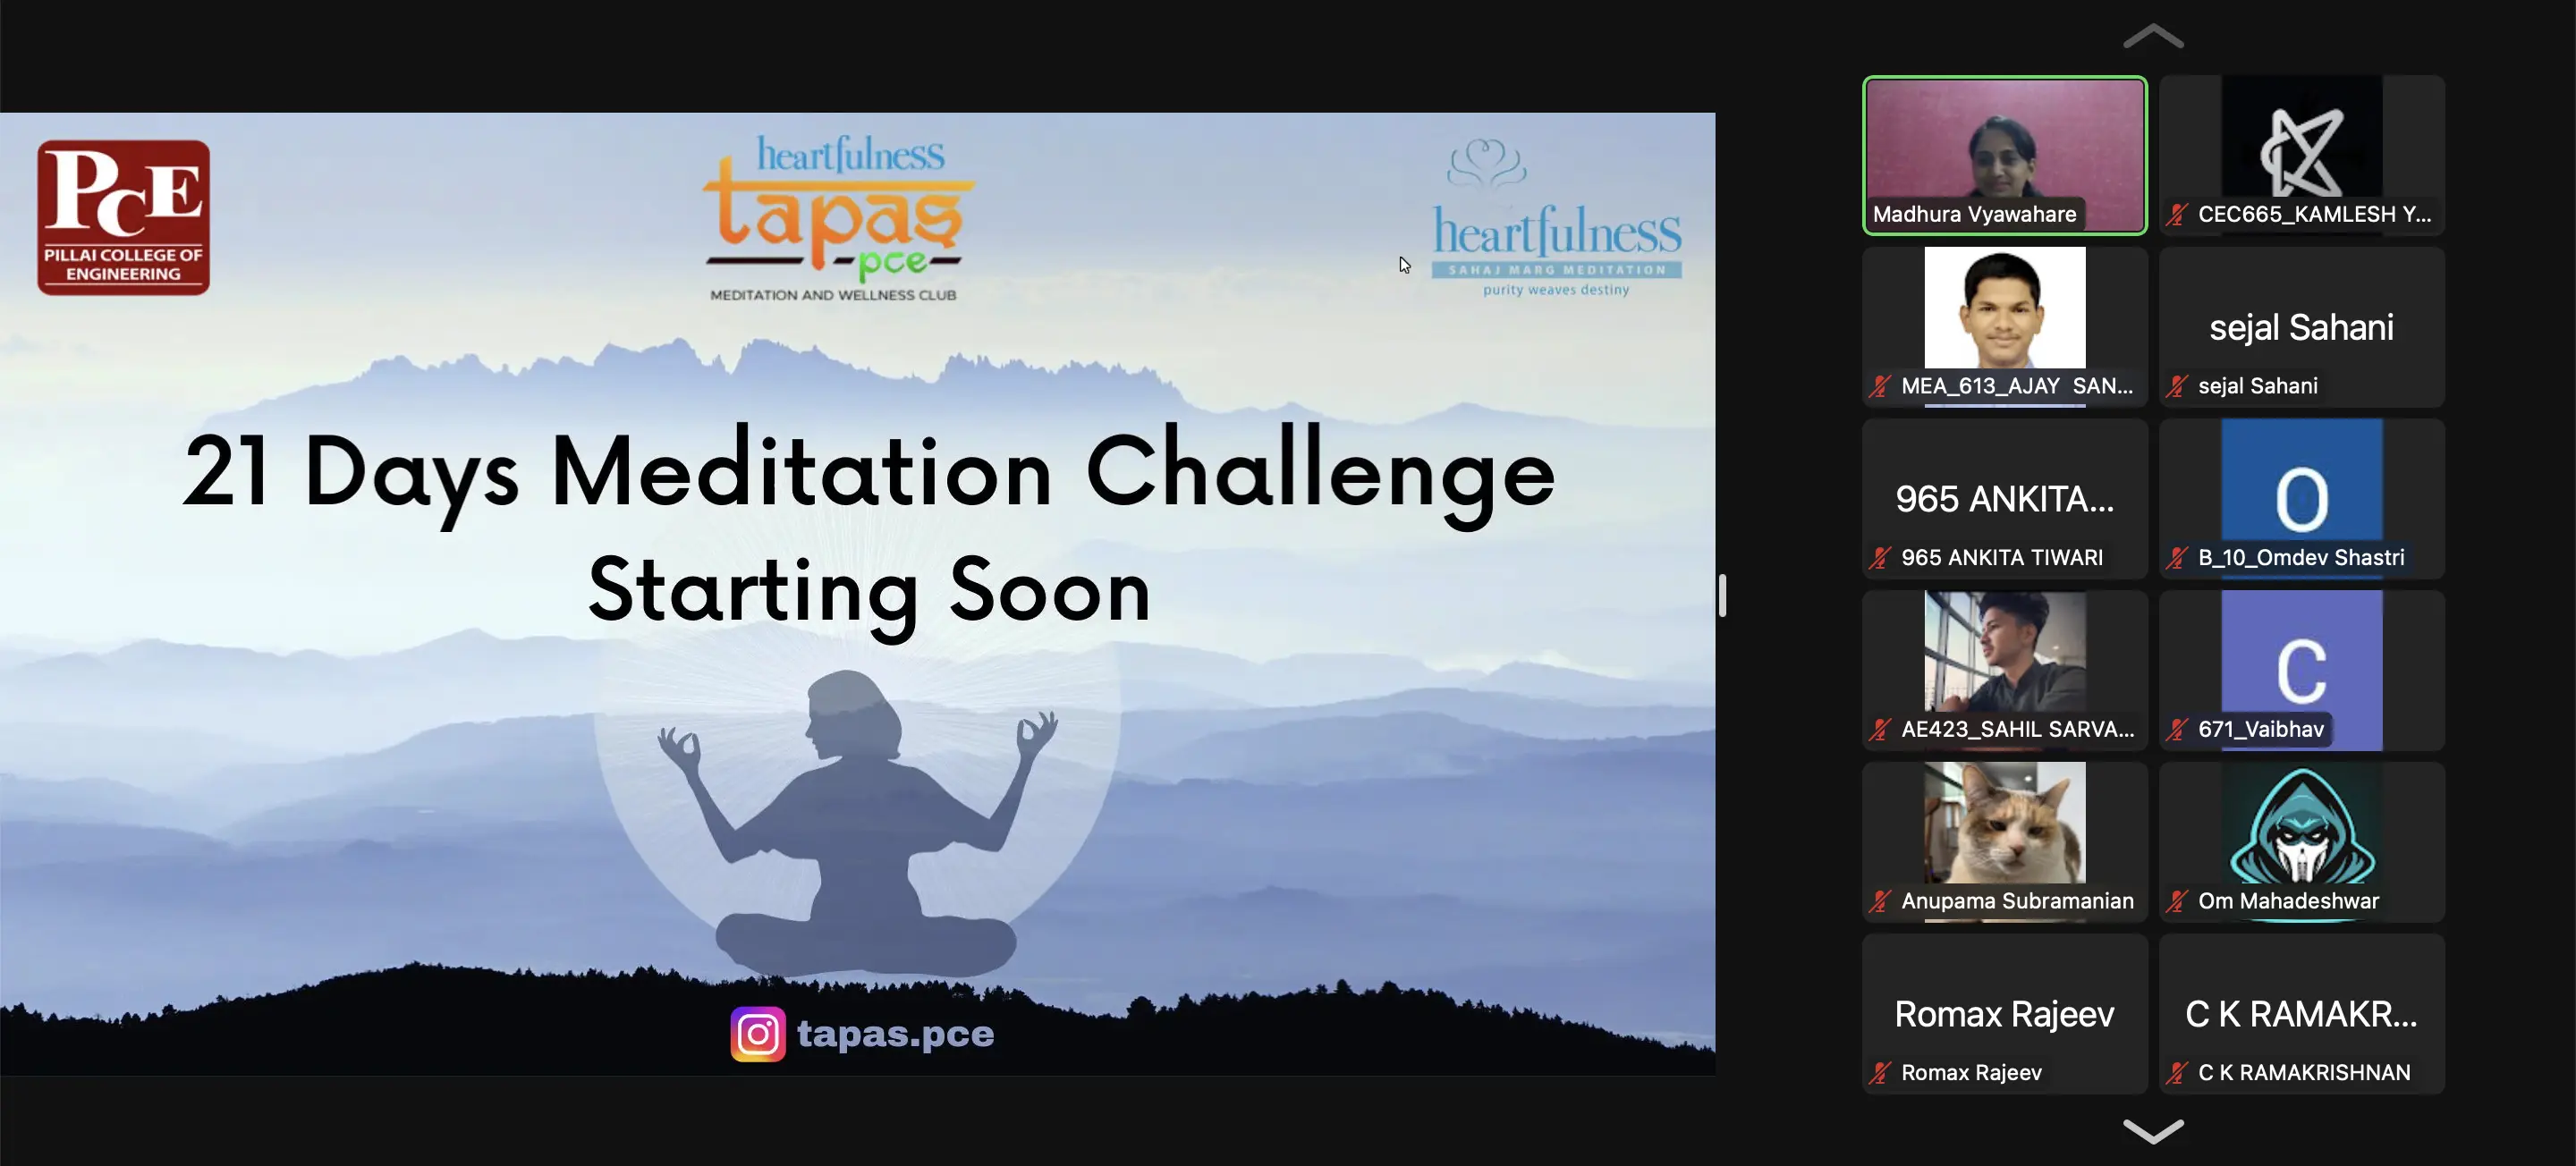 PCE
PILLAI COLLEGE OF
ENGINEERING
heartfulness
tapas
pce
MEDITATION AND WELLNESS CLUB
heartfulness
SAHAJ MARG MEDITATION
purity weaves destiny
21 Days Meditation Challenge
Starting Soon
tapas.pce
Madhura Vyawahare
CEC665_KAMLESH Y...
MEA_613_AJAY SAN...
sejal Sahani
sejal Sahani
965 ANKITA...
965 ANKITA TIWARI
O
B_10_Omdev Shastri
AE423_SAHIL SARVA...
C
671_Vaibhav
Anupama Subramanian
Om Mahadeshwar
Romax Rajeev
Romax Rajeev
C K RAMAKR...
C K RAMAKRISHNAN